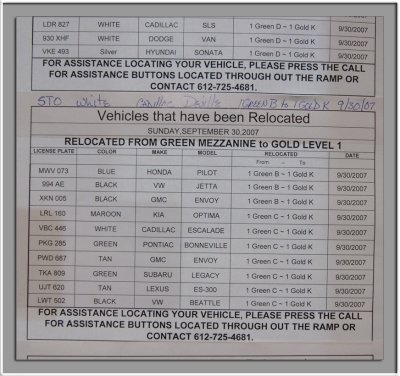 LDR 827 WHITE CADILLAC SLS 1 Green D ~ 1 Gold K 9/30/2007
930 XHF WHITE DODGE VAN 1 Green D ~ 1 Gold K 9/30/2007
VKE 493 Silver HYUNDAI SONATA 1 Green D ~ 1 Gold K 9/30/2007
FOR ASSISTANCE LOCATING YOUR VEHICLE, PLEASE PRESS THE CALL
FOR ASSISTANCE BUTTONS LOCATED THROUGH OUT THE RAMP OR
CONTACT 612-725-4681.
STO White Cadillac Deville 1 Green B to 1 Gold K 9/30/07
Vehicles that have been Relocated
SUNDAY, SEPTEMBER 30, 2007
RELOCATED FROM GREEN MEZZANINE to GOLD LEVEL 1
LICENSE PLATE COLOR MAKE MODEL RELOCATED DATE
From ~ To
MWV 073 BLUE HONDA PILOT 1 Green B ~ 1 Gold K 9/30/2007
994 AE BLACK VW JETTA 1 Green B ~ 1 Gold K 9/30/2007
XKN 005 BLACK GMC ENVOY 1 Green B ~ 1 Gold K 9/30/2007
LRL 160 MAROON KIA OPTIMA 1 Green C ~ 1 Gold K 9/30/2007
VBC 446 WHITE CADILLAC ESCALADE 1 Green C ~ 1 Gold K 9/30/2007
PKG 285 GREEN PONTIAC BONNEVILLE 1 Green C ~ 1 Gold K 9/30/2007
PWD 687 TAN GMC ENVOY 1 Green C ~ 1 Gold K 9/30/2007
TKA 809 GREEN SUBARU LEGACY 1 Green C ~ 1 Gold K 9/30/2007
UJT 620 TAN LEXUS ES-300 1 Green C ~ 1 Gold K 9/30/2007
LWT 502 BLACK VW BEATTLE 1 Green C ~ 1 Gold K 9/30/2007
FOR ASSISTANCE LOCATING YOUR VEHICLE, PLEASE PRESS THE CALL
FOR ASSISTANCE BUTTONS LOCATED THROUGH OUT THE RAMP OR
CONTACT 612-725-4681.